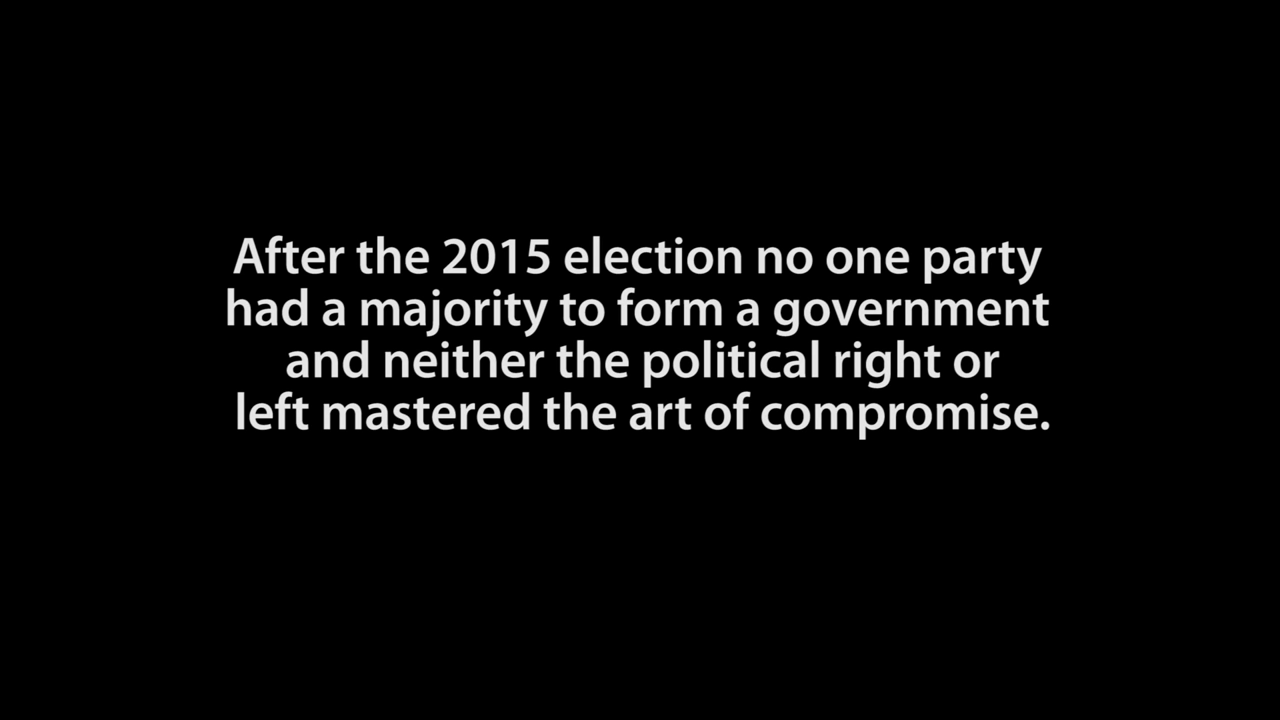 After the 2015 election no one party
had a majority to form a government
and neither the political right or
left mastered the art of compromise.